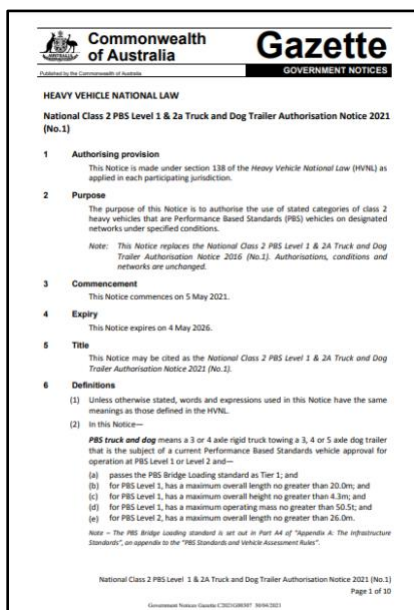 Commonwealth
of Australia
Gazette
Published by the Commonwealth of Australia
GOVERNMENT NOTICES
HEAVY VEHICLE NATIONAL LAW
National Class 2 PBS Level 1 & 2a Truck and Dog Trailer Authorisation Notice 2021
(No.1)
1 Authorising provision
This Notice is made under section 138 of the Heavy Vehicle National Law (HVNL) as
applied in each participating jurisdiction.
2 Purpose
The purpose of this Notice is to authorise the use of stated categories of class 2
heavy vehicles that are Performance Based Standards (PBS) vehicles on designated
networks under specified conditions.
Note: This Notice replaces the National Class 2 PBS Level 1 & 2A Truck and Dog
Trailer Authorisation Notice 2016 (No.1). Authorisations, conditions and
networks are unchanged.
3 Commencement
This Notice commences on 5 May 2021.
4 Expiry
This Notice expires on 4 May 2026.
5 Title
This Notice may be cited as the National Class 2 PBS Level 1 & 2A Truck and Dog
Trailer Authorisation Notice 2021 (No.1).
6 Definitions
(1) Unless otherwise stated, words and expressions used in this Notice have the same
meanings as those defined in the HVNL.
(2) In this Notice—
PBS truck and dog means a 3 or 4 axle rigid truck towing a 3, 4 or 5 axle dog trailer
that is the subject of a current Performance Based Standards vehicle approval for
operation at PBS Level 1 or Level 2 and—
(a) passes the PBS Bridge Loading standard as Tier 1; and
(b) for PBS Level 1, has a maximum overall length no greater than 20.0m; and
(c) for PBS Level 1, has a maximum overall height no greater than 4.3m; and
(d) for PBS Level 1, has a maximum operating mass no greater than 50.5t; and
(e) for PBS Level 2, has a maximum overall length no greater than 26.0m.
Note – The PBS Bridge Loading standard is set out in Part A4 of "Appendix A: The Infrastructure
Standards", an appendix to the "PBS Standards and Vehicle Assessment Rules".
National Class 2 PBS Level 1 & 2A Truck and Dog Trailer Authorisation Notice 2021 (No.1)
Page 1 of 10
Government Notices Gazette C2021G00307 30/04/2021